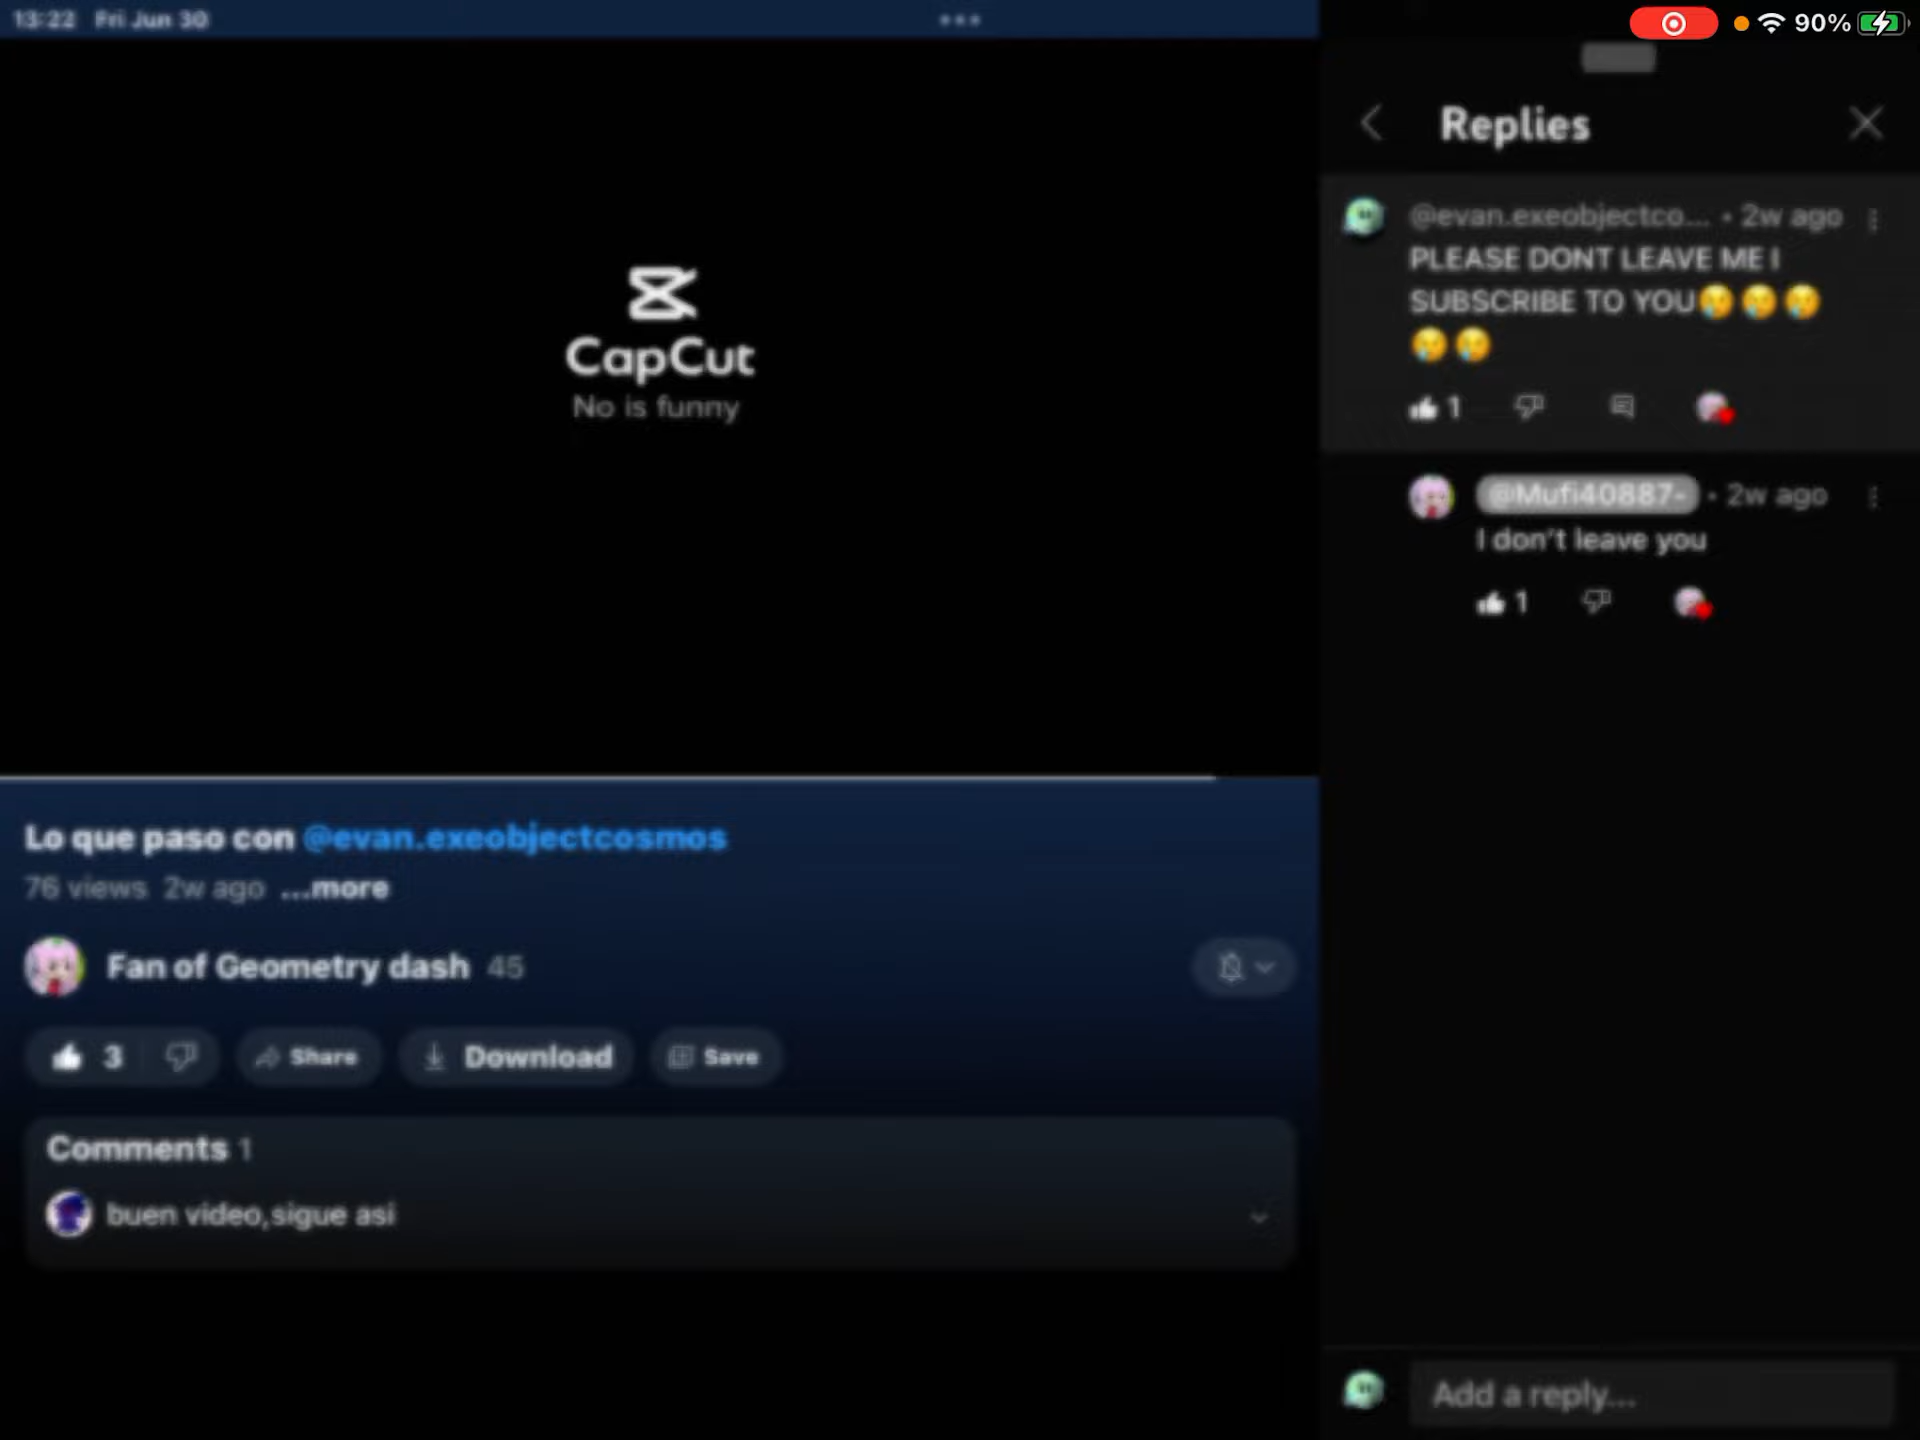 13:22 Fri Jun 30
90%
CapCut
No is funny
Lo que paso con @evan.exeobjectcosmos
76 views 2w ago ...more
Fan of Geometry dash 45
3 Share Download Save
Comments 1
buen video,sigue asi
Replies
@evan.exeobjectco... • 2w ago
PLEASE DONT LEAVE ME I
SUBSCRIBE TO YOU😢😢😢
😢😢
1
@Mufi40887- • 2w ago
I don't leave you
1
Add a reply...